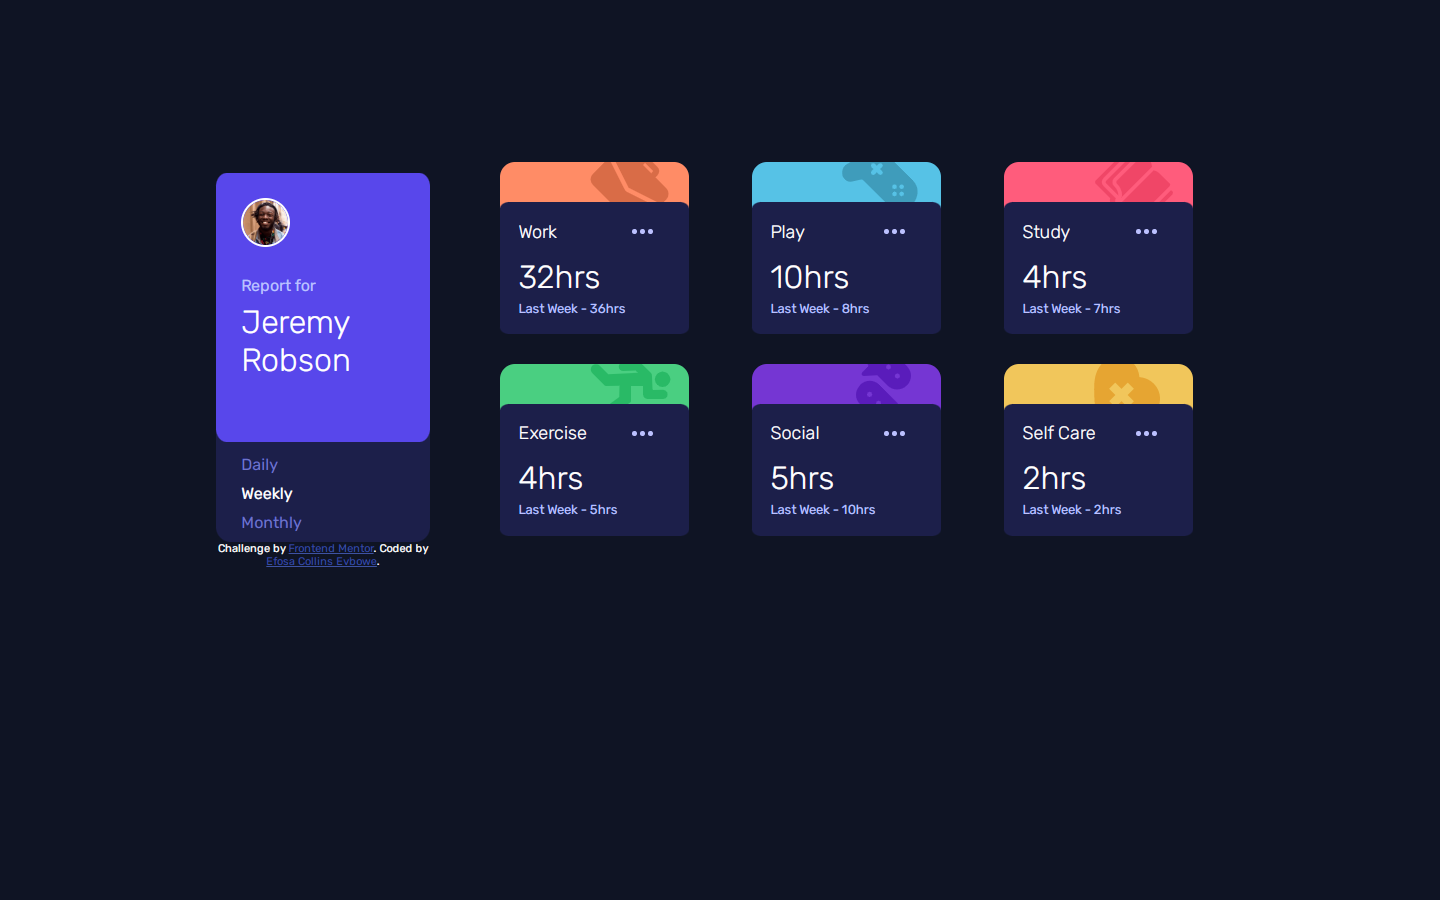 Report for
Jeremy
Robson
Daily
Weekly
Monthly
Challenge by Frontend Mentor. Coded by
Efosa Collins Evbowe.
Work
32hrs
Last Week - 36hrs
Play
10hrs
Last Week - 8hrs
Study
4hrs
Last Week - 7hrs
Exercise
4hrs
Last Week - 5hrs
Social
5hrs
Last Week - 10hrs
Self Care
2hrs
Last Week - 2hrs